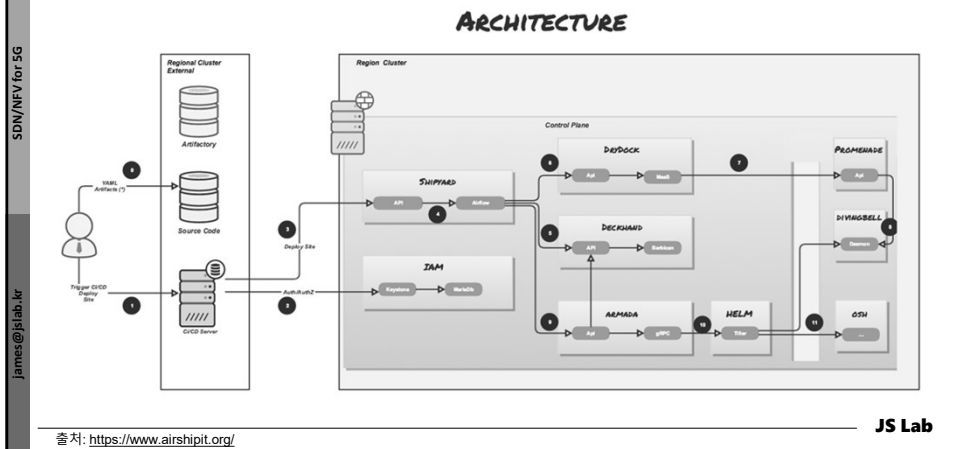 ARCHITECTURE
SDN/NFV for 5G
james@jslab.kr
Regional Cluster
External
Artifactory
Source Code
CI/CD Server
YAML
Artifacts (*)
Trigger CI/CD
Deploy
Site
1
Deploy Site
3
Auth/AuthZ
2
Region Cluster
Control Plane
SHIPYARD
API
Airflow
4
IAM
Keystone
MariaDb
DRYDOCK
Api
MaaS
6
7
DECKHAND
API
Barbican
5
ARMADA
Api
gRPC
9
10
HELM
Tiller
11
PROMENADE
Api
DIVINGBELL
Daemon
8
OSH
...
출처: https://www.airshipit.org/
JS Lab